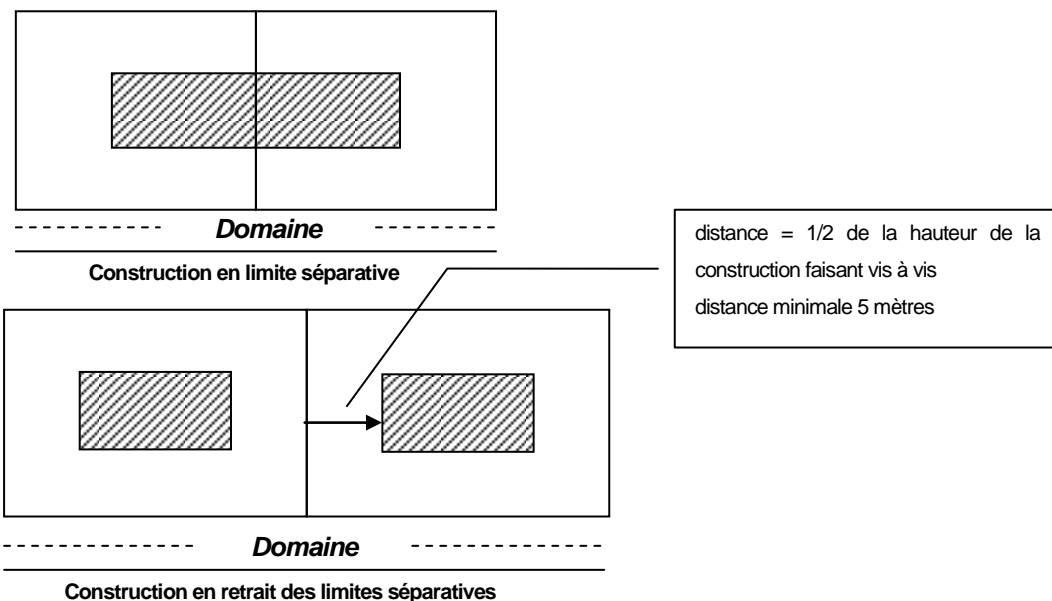 Domaine
Construction en limite séparative
distance = 1/2 de la hauteur de la
construction faisant vis à vis
distance minimale 5 mètres
Domaine
Construction en retrait des limites séparatives